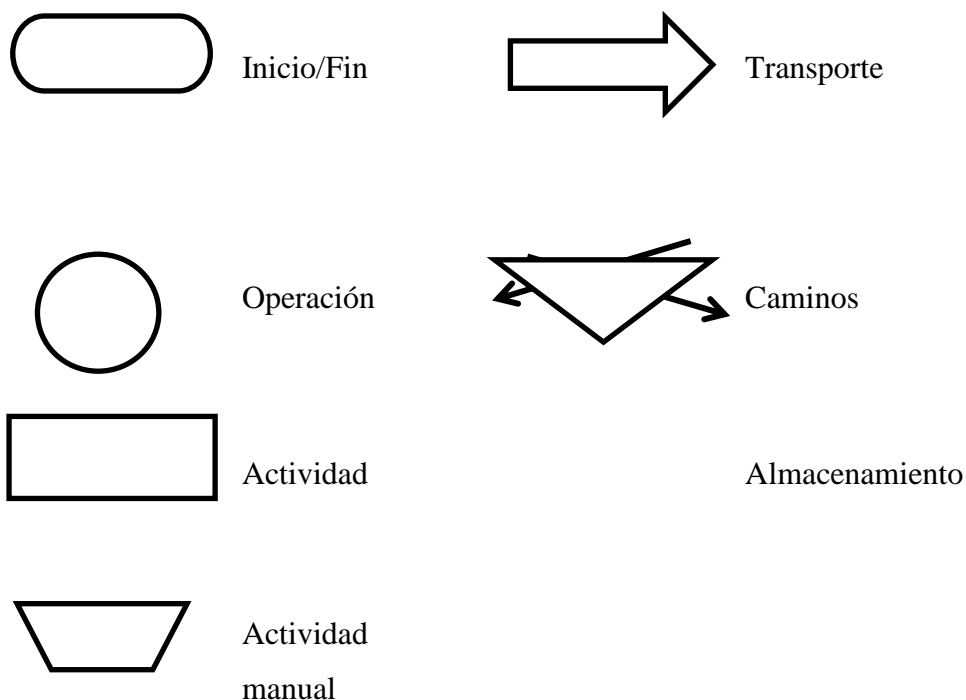 Inicio/Fin
Transporte
Operación
Caminos
Actividad
Almacenamiento
Actividad
manual